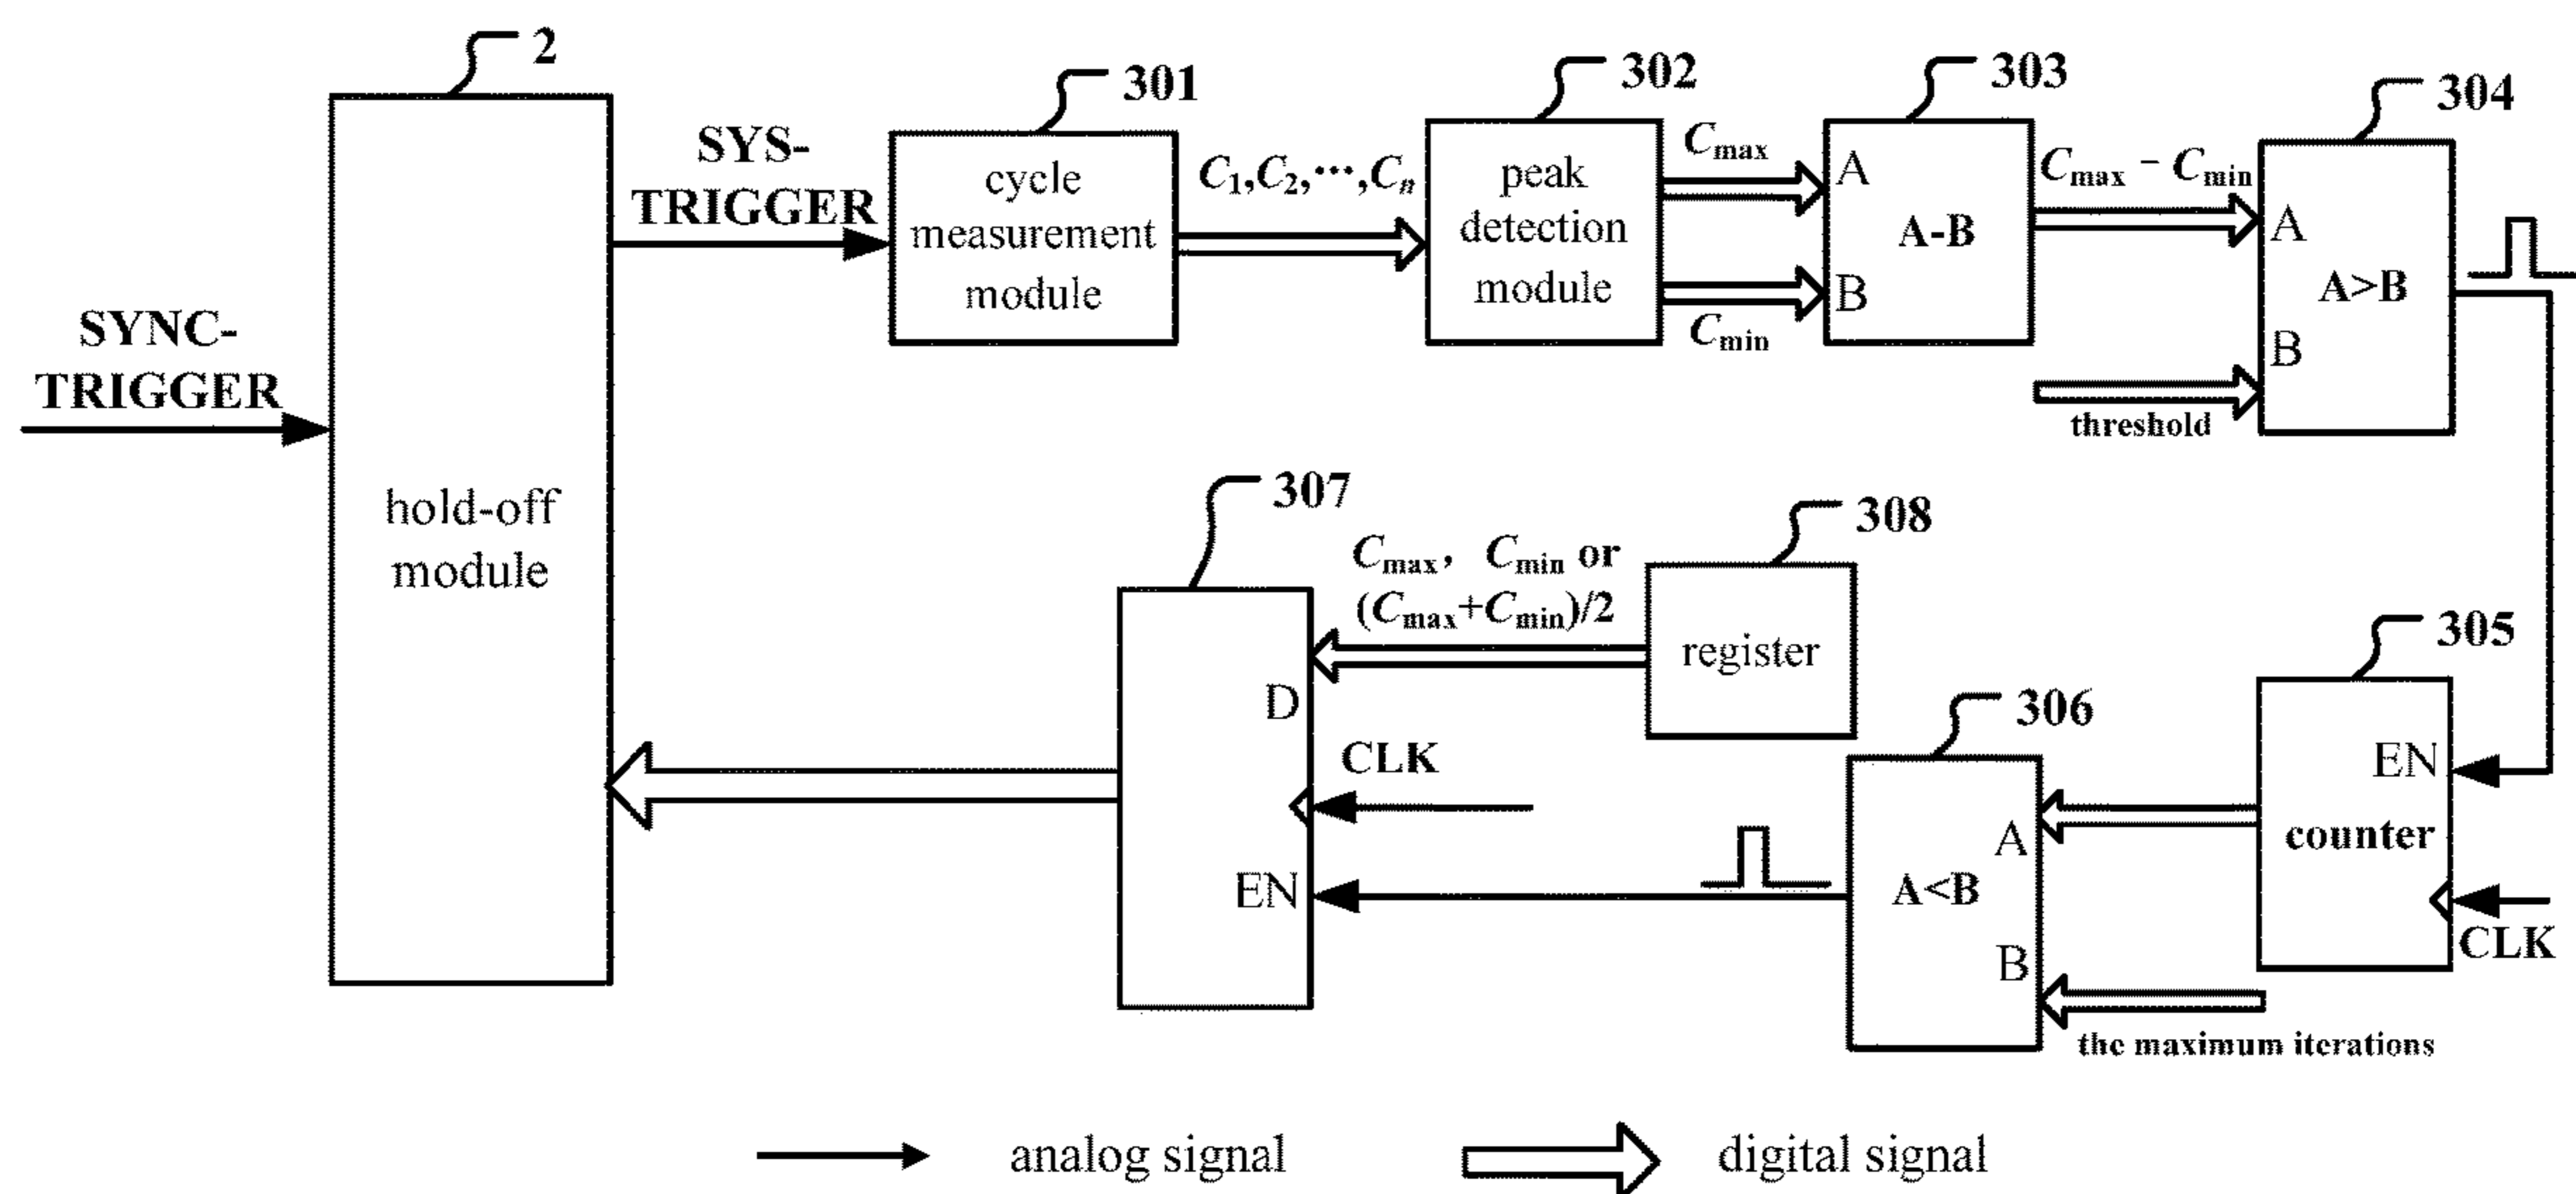 2
301
302
303
304
SYS-
TRIGGER
cycle
measurement
module
C1,C2,···,Cn
peak
detection
module
Cmax
Cmin
A
B
A-B
Cmax - Cmin
A
B
A>B
threshold
SYNC-
TRIGGER
hold-off
module
307
Cmax, Cmin or
(Cmax+Cmin)/2
308
register
D
CLK
EN
306
A
A<B
B
305
EN
counter
CLK
the maximum iterations
analog signal
digital signal